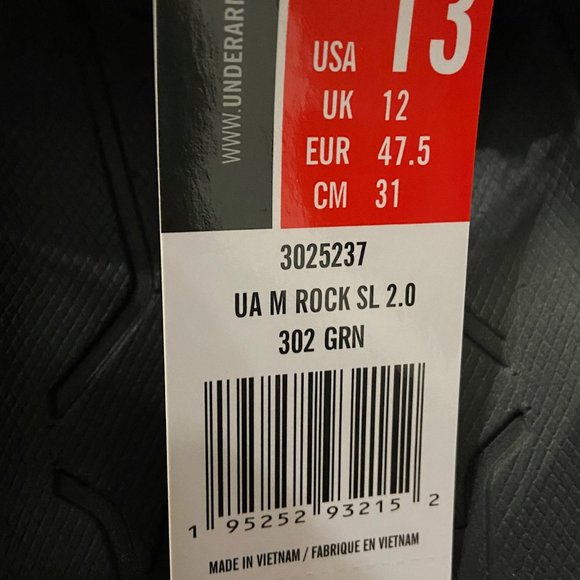 WWW.UNDERARM
USA 13
UK 12
EUR 47.5
CM 31
3025237
UA M ROCK SL 2.0
302 GRN
1 95252 93215 2
MADE IN VIETNAM / FABRIQUE EN VIETNAM